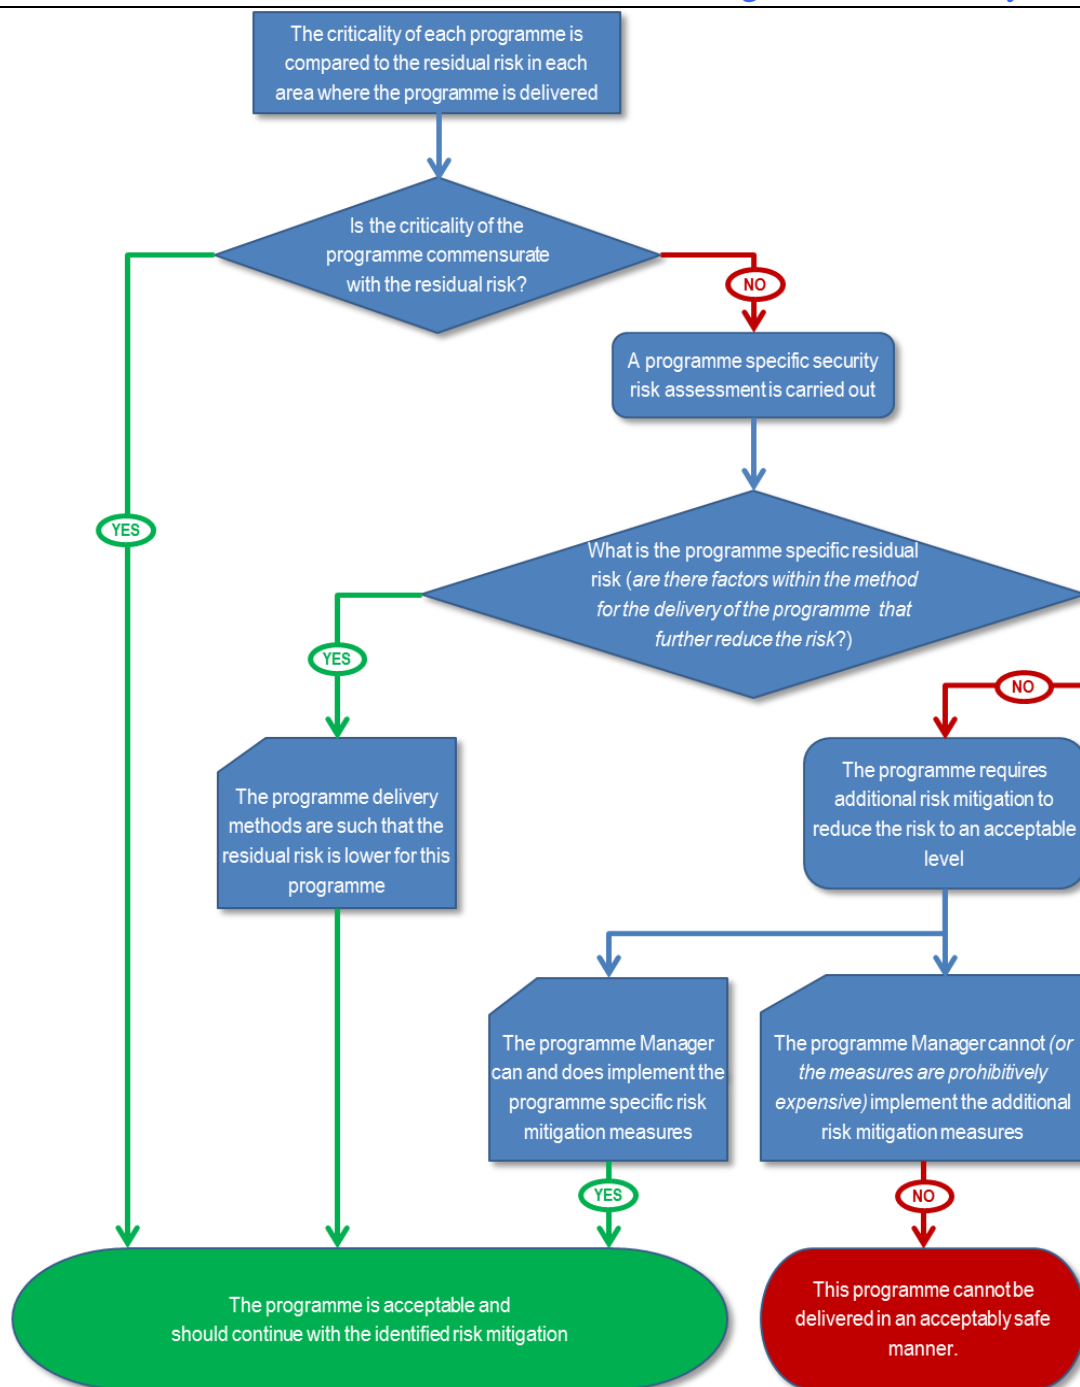 The criticality of each programme is
compared to the residual risk in each
area where the programme is delivered
Is the criticality of the
programme commensurate
with the residual risk?
NO
A programme specific security
risk assessment is carried out
YES
What is the programme specific residual
risk (are there factors within the method
for the delivery of the programme that
further reduce the risk?)
YES
NO
The programme delivery
methods are such that the
residual risk is lower for this
programme
The programme requires
additional risk mitigation to
reduce the risk to an acceptable
level
The programme Manager
can and does implement the
programme specific risk
mitigation measures
The programme Manager cannot (or
the measures are prohibitively
expensive) implement the additional
risk mitigation measures
YES
NO
The programme is acceptable and
should continue with the identified risk mitigation
This programme cannot be
delivered in an acceptably safe
manner.